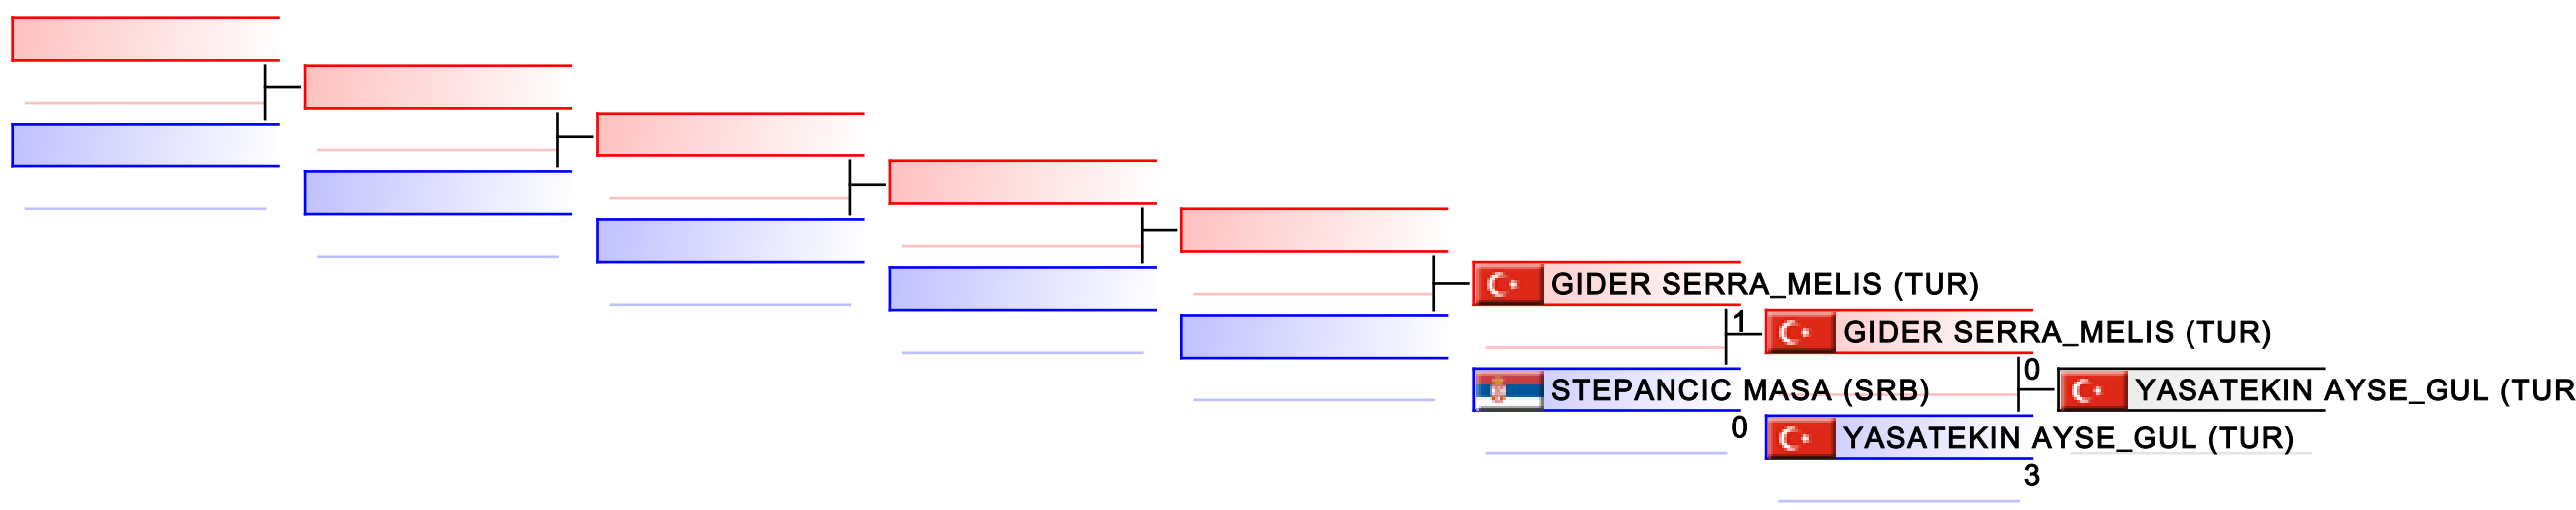 GIDER SERRA_MELIS (TUR)
1
GIDER SERRA_MELIS (TUR)
0
STEPANCIC MASA (SRB)
YASATEKIN AYSE_GUL (TUR
0
YASATEKIN AYSE_GUL (TUR)
3